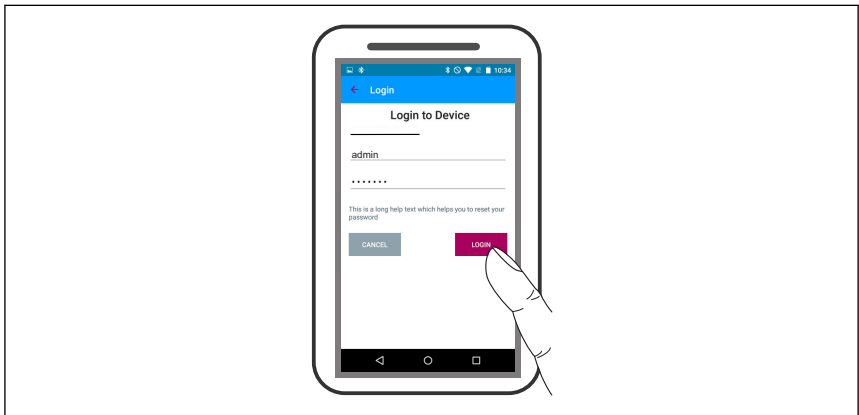 10:34
Login
Login to Device
admin
.......
This is a long help text which helps you to reset your
password
CANCEL
LOGIN